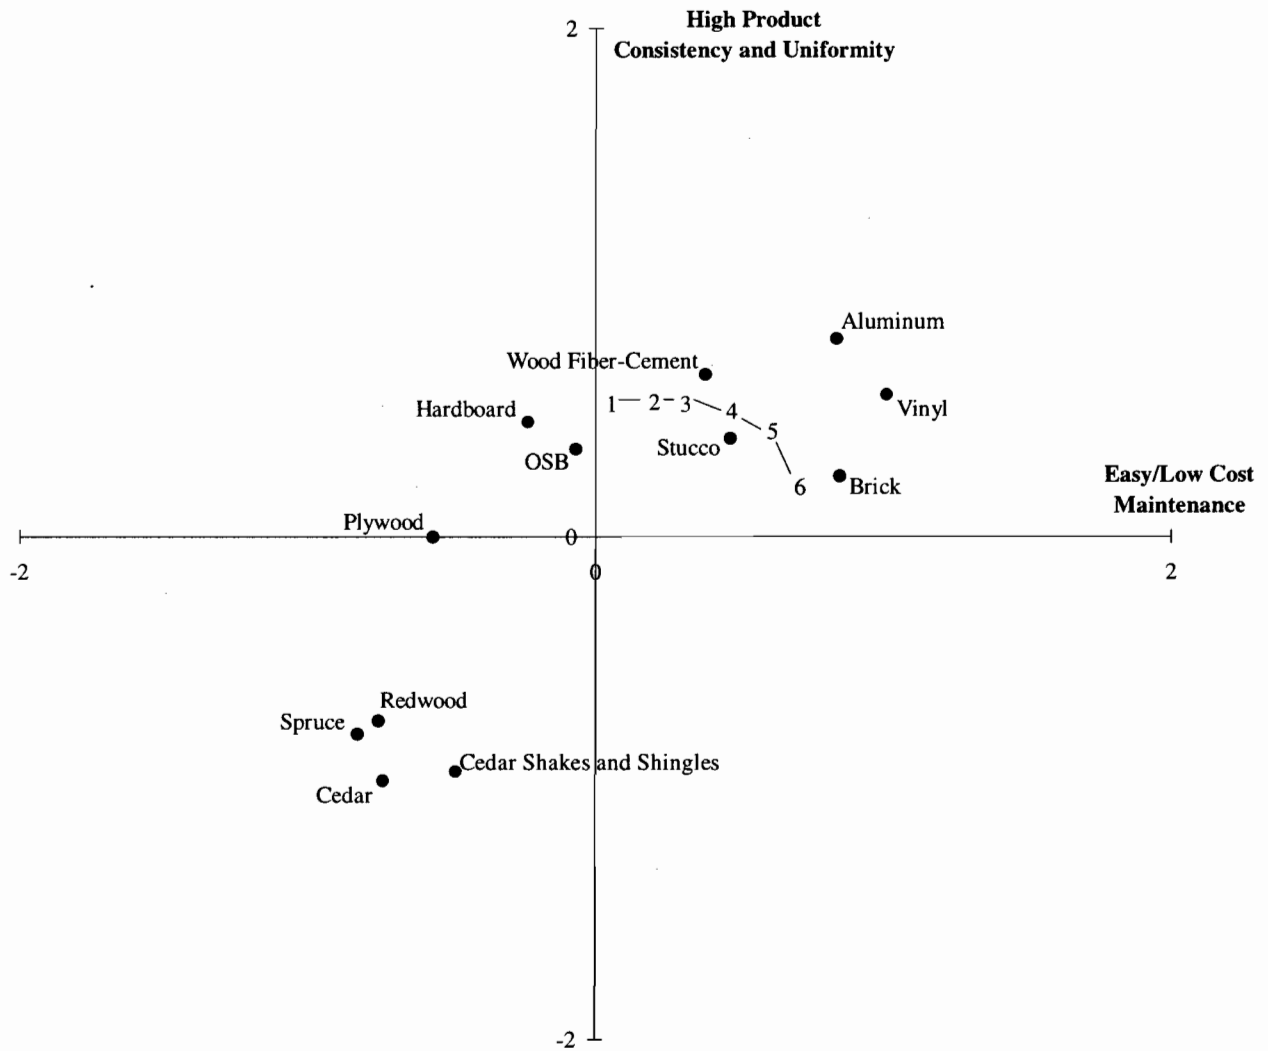 2
High Product
Consistency and Uniformity
Aluminum
Wood Fiber-Cement
Vinyl
Hardboard
1 2 3 4 5 6
OSB
Stucco
Brick
Easy/Low Cost
Maintenance
Plywood
0
-2
0
2
Redwood
Spruce
Cedar Shakes and Shingles
Cedar
-2